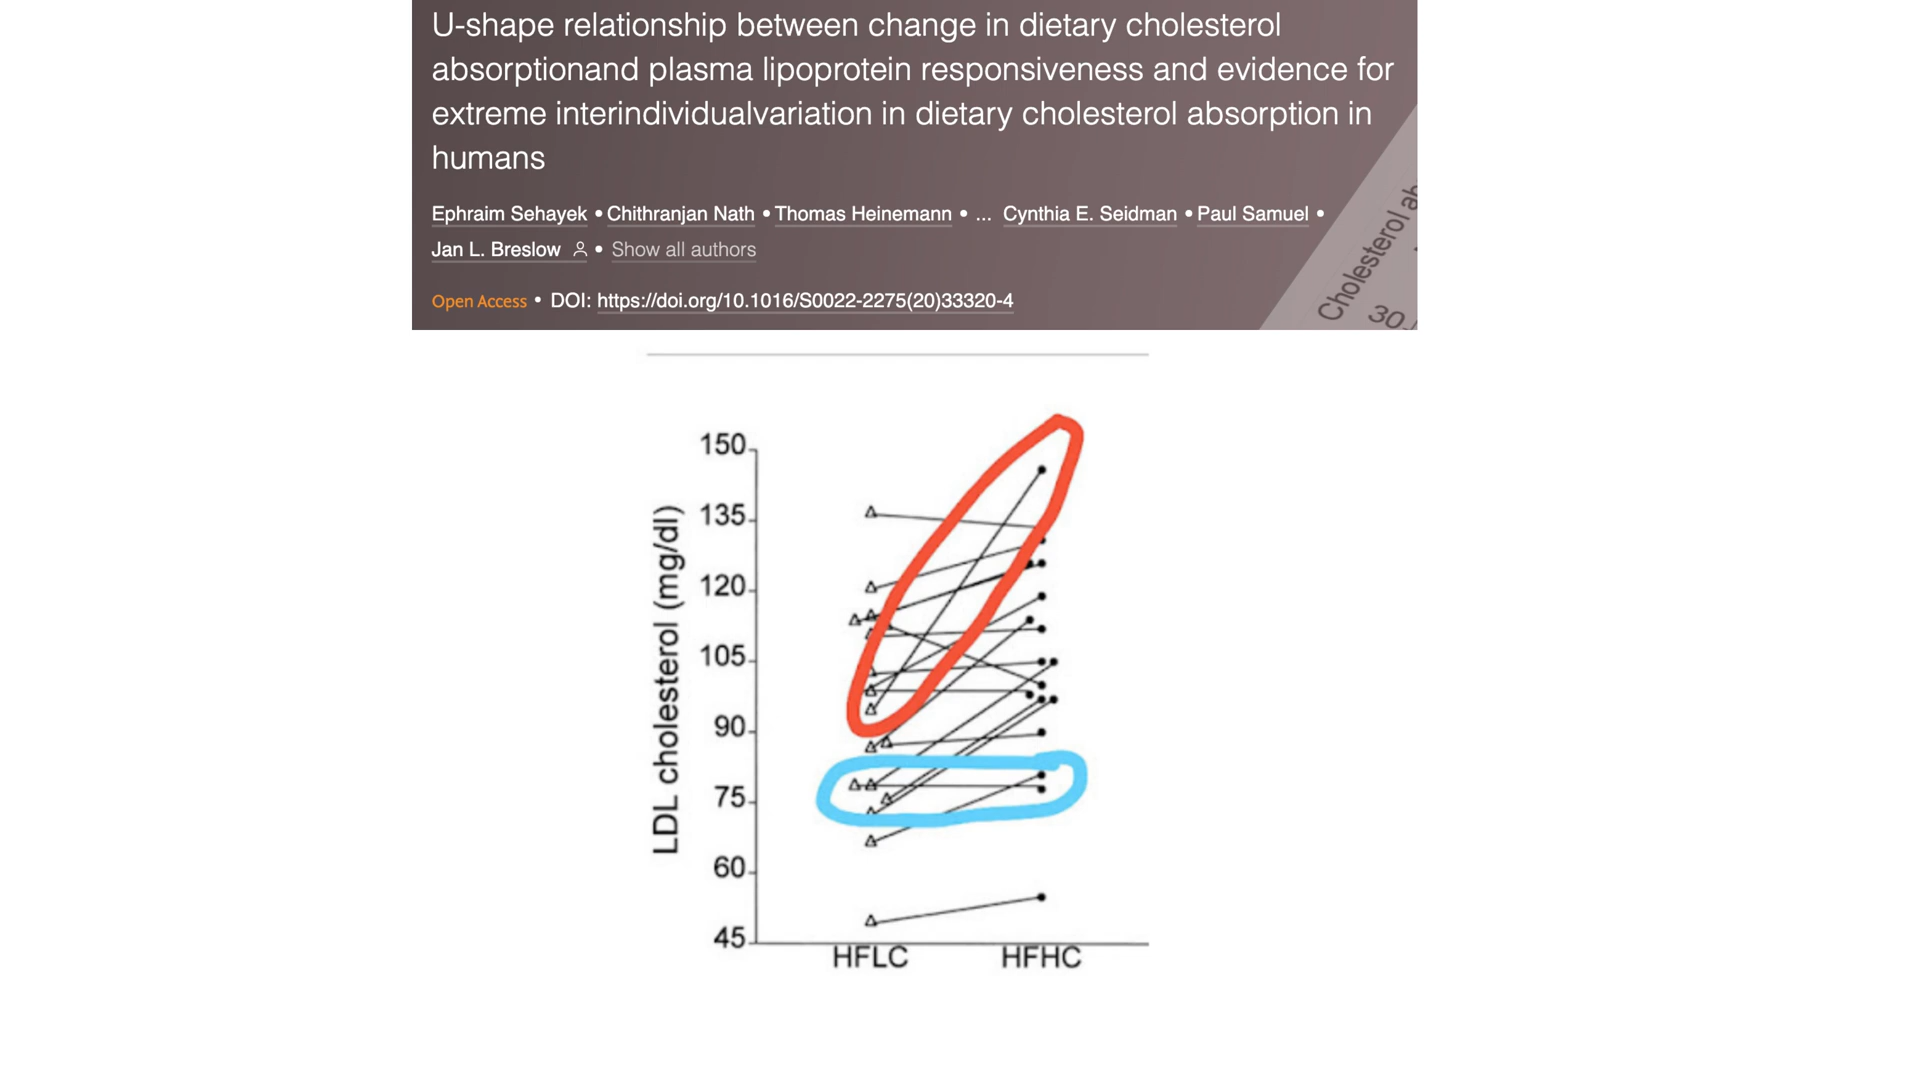 U-shape relationship between change in dietary cholesterol
absorptionand plasma lipoprotein responsiveness and evidence for
extreme interindividualvariation in dietary cholesterol absorption in
humans
Ephraim Sehayek • Chithranjan Nath • Thomas Heinemann • ... Cynthia E. Seidman • Paul Samuel •
Jan L. Breslow • Show all authors
Open Access • DOI: https://doi.org/10.1016/S0022-2275(20)33320-4
Cholesterol ab
30
LDL cholesterol (mg/dl)
150
135
120
105
90
75
60
45
HFLC HFHC